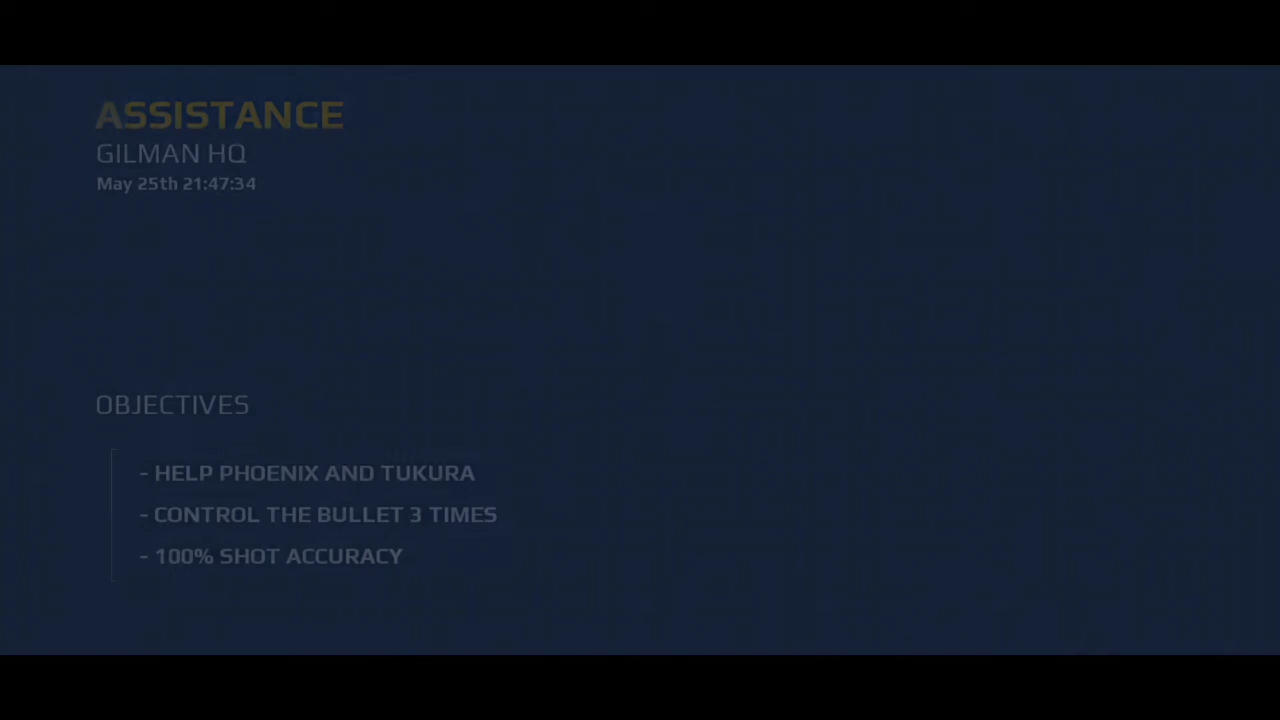 ASSISTANCE
GILMAN HQ
May 25th 21:47:34
OBJECTIVES
- HELP PHOENIX AND TUKURA
- CONTROL THE BULLET 3 TIMES
- 100% SHOT ACCURACY